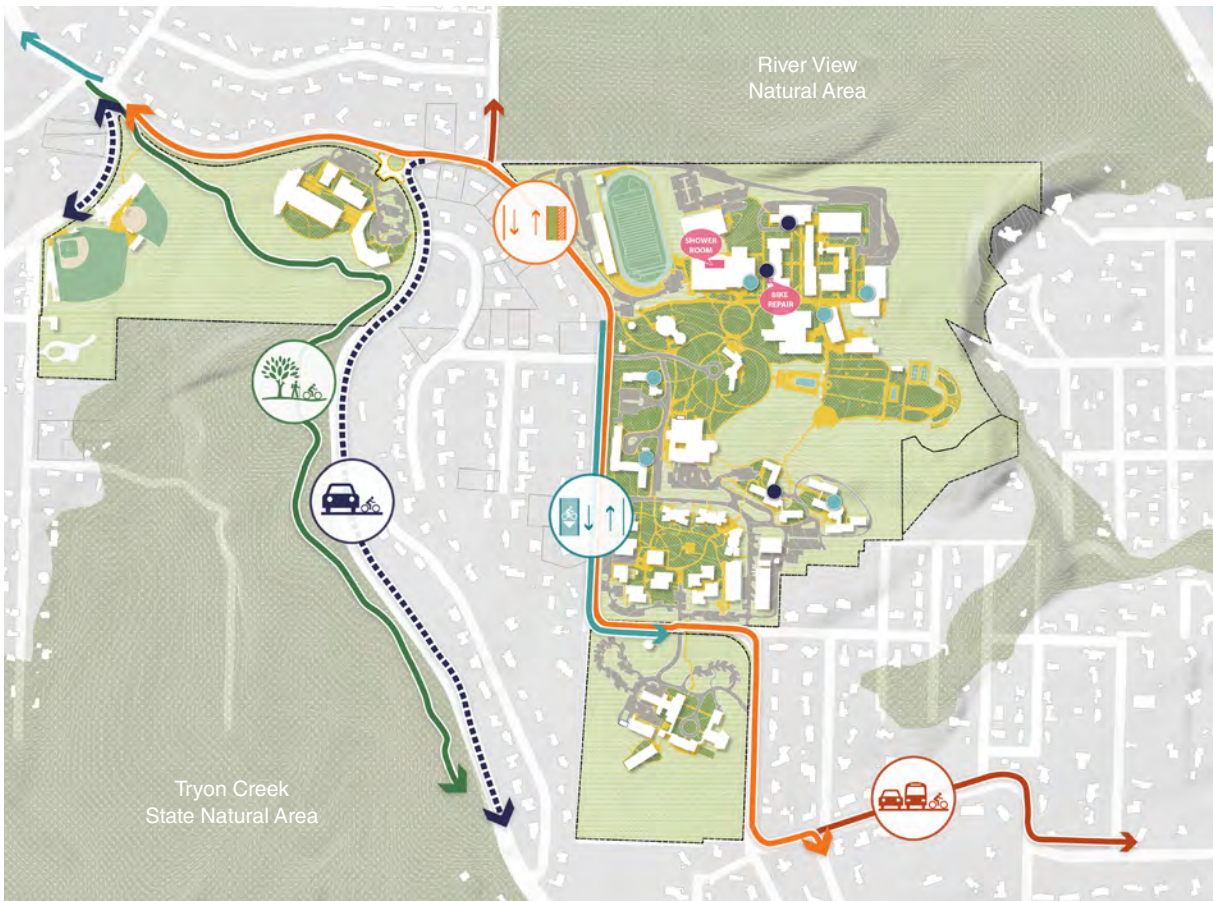 River View
Natural Area
SHOWER
ROOM
BIKE
REPAIR
Tryon Creek
State Natural Area